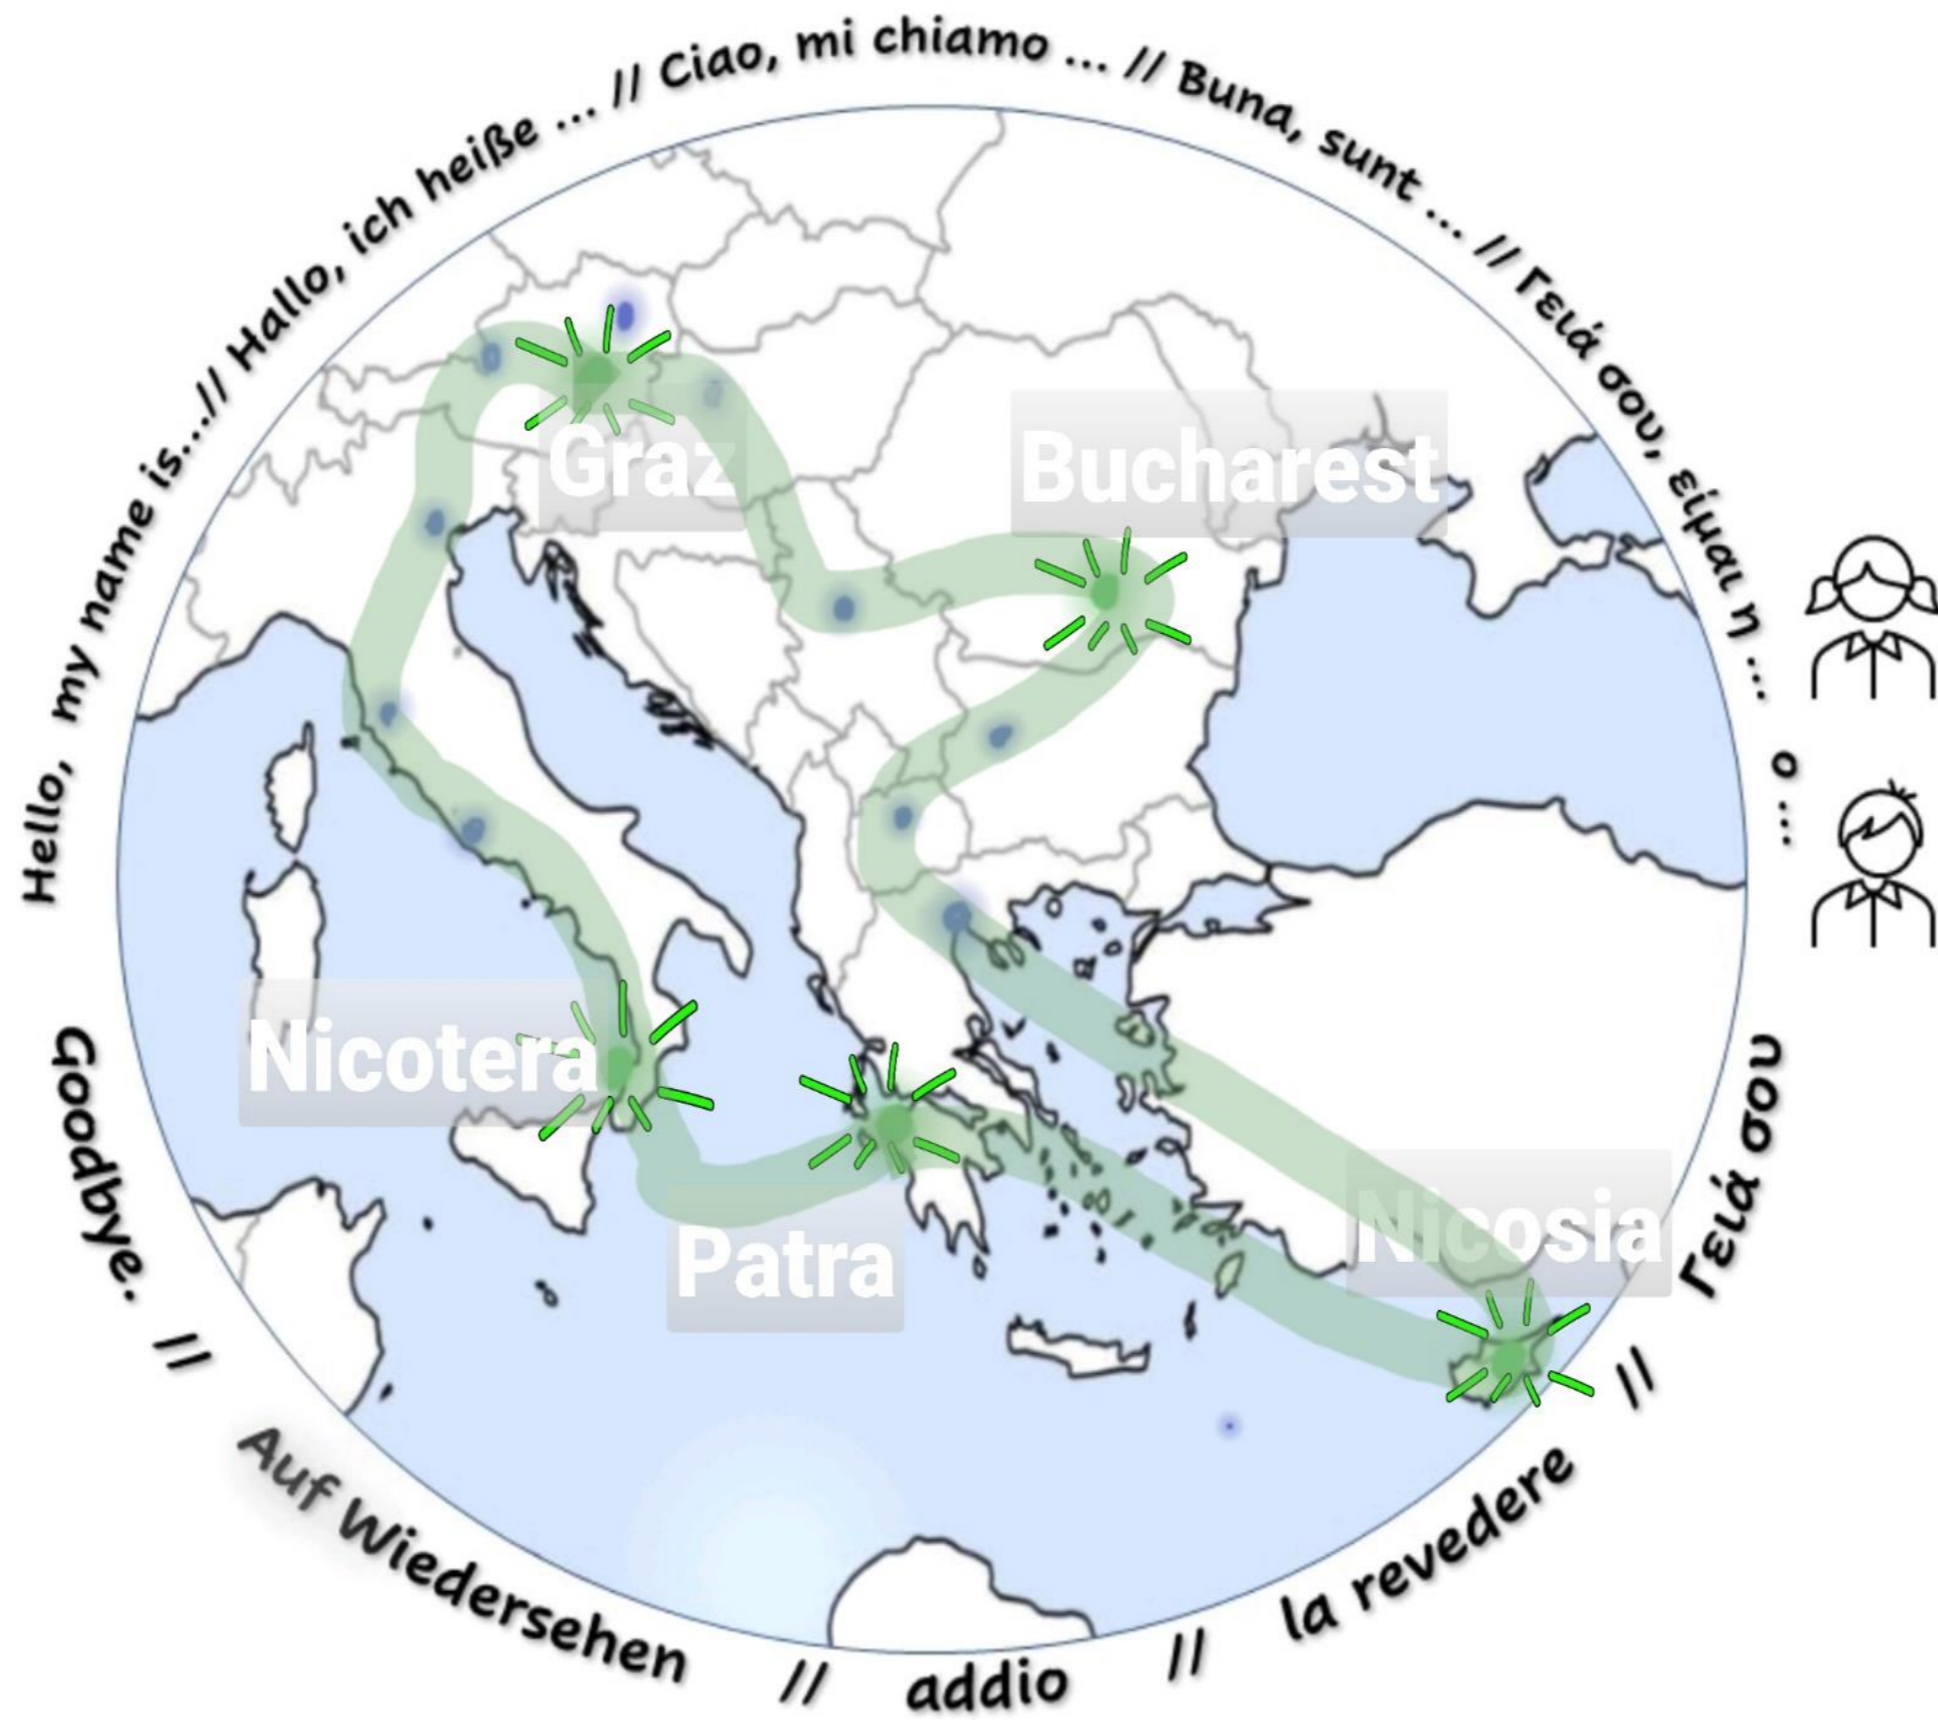 Hello, my name is...// Hallo, ich heiße ... // Ciao, mi chiamo ... // Buna, sunt ... // Γειά σου, είμαι η ...
ο ...
Graz
Bucharest
Nicotera
Patra
Nicosia
Goodbye. // Auf Wiedersehen // addio // la revedere // Γειά σου